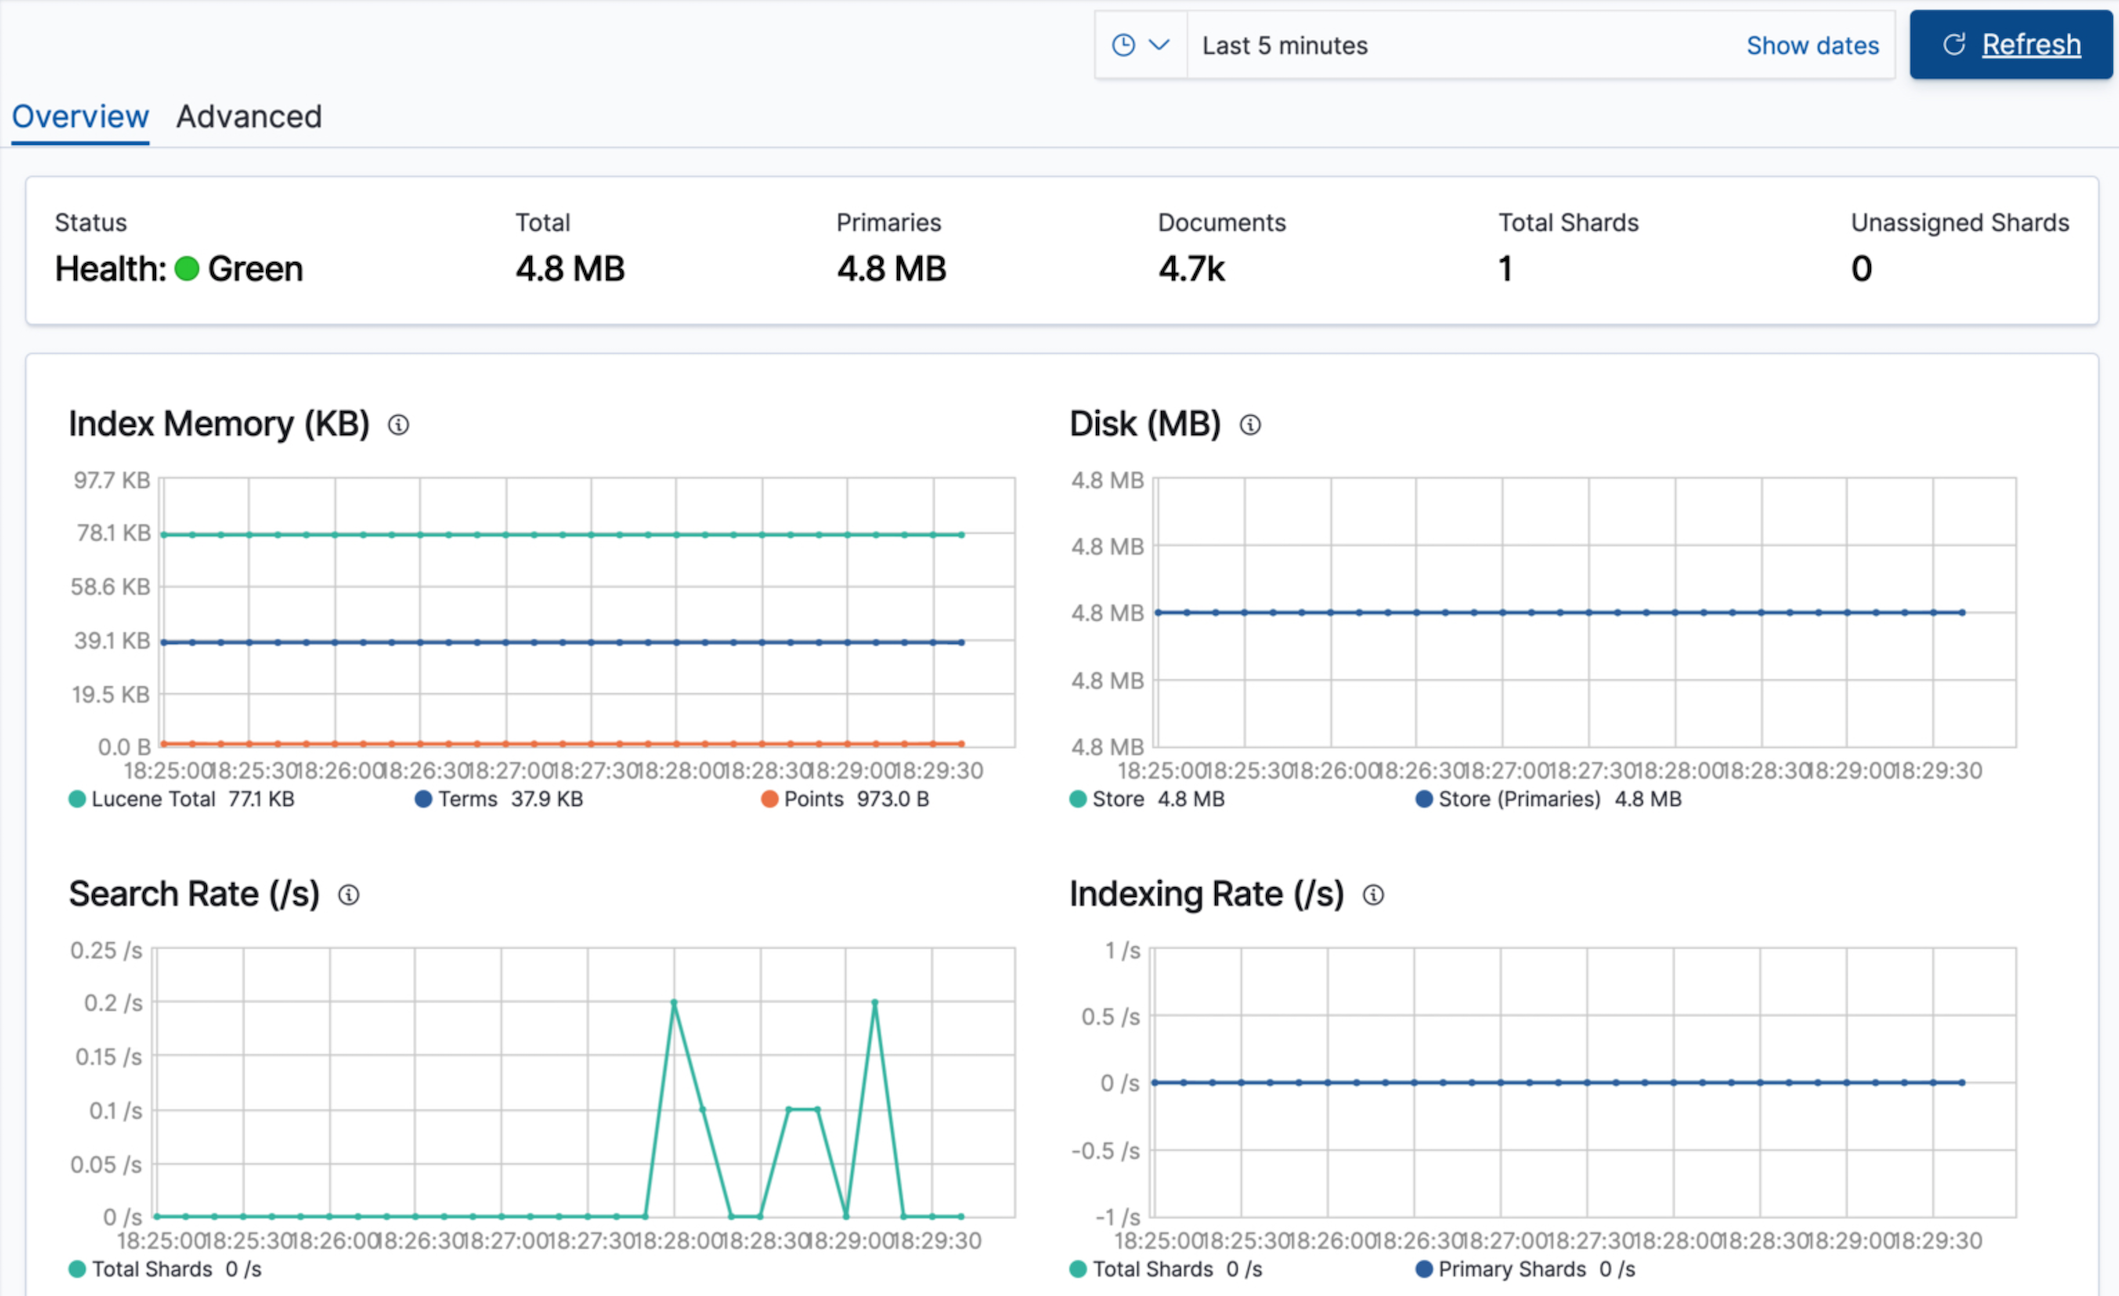 Last 5 minutes Show dates Refresh
Overview Advanced
Status Total Primaries Documents Total Shards Unassigned Shards
Health: Green 4.8 MB 4.8 MB 4.7k 1 0
Index Memory (KB)
97.7 KB
78.1 KB
58.6 KB
39.1 KB
19.5 KB
0.0 B
18:25:00 18:25:30 18:26:00 18:26:30 18:27:00 18:27:30 18:28:00 18:28:30 18:29:00 18:29:30
Lucene Total 77.1 KB Terms 37.9 KB Points 973.0 B
Disk (MB)
4.8 MB
4.8 MB
4.8 MB
4.8 MB
4.8 MB
18:25:00 18:25:30 18:26:00 18:26:30 18:27:00 18:27:30 18:28:00 18:28:30 18:29:00 18:29:30
Store 4.8 MB Store (Primaries) 4.8 MB
Search Rate (/s)
0.25 /s
0.2 /s
0.15 /s
0.1 /s
0.05 /s
0 /s
18:25:00 18:25:30 18:26:00 18:26:30 18:27:00 18:27:30 18:28:00 18:28:30 18:29:00 18:29:30
Total Shards 0 /s
Indexing Rate (/s)
1 /s
0.5 /s
0 /s
-0.5 /s
-1 /s
18:25:00 18:25:30 18:26:00 18:26:30 18:27:00 18:27:30 18:28:00 18:28:30 18:29:00 18:29:30
Total Shards 0 /s Primary Shards 0 /s